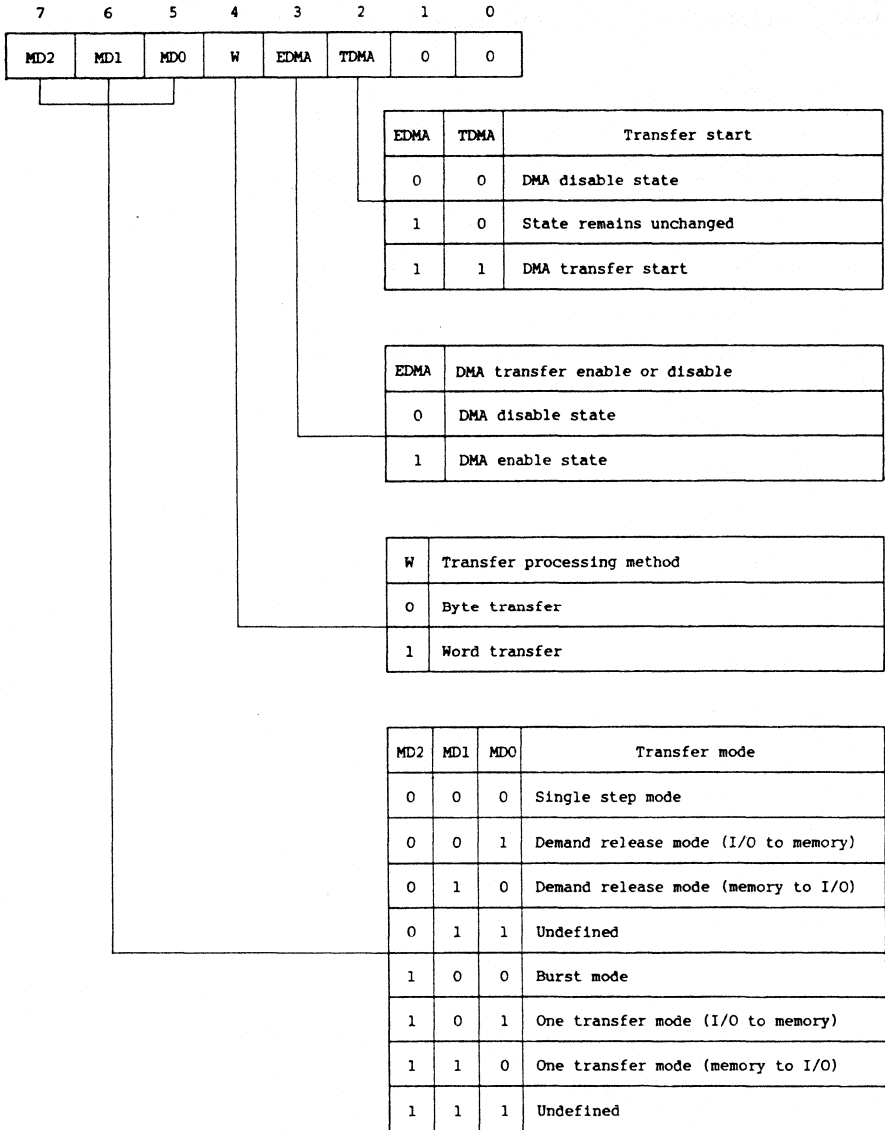 7 6 5 4 3 2 1 0
MD2 MD1 MD0 W EDMA TDMA 0 0
EDMA TDMA Transfer start
0 0 DMA disable state
1 0 State remains unchanged
1 1 DMA transfer start
EDMA DMA transfer enable or disable
0 DMA disable state
1 DMA enable state
W Transfer processing method
0 Byte transfer
1 Word transfer
MD2 MD1 MD0 Transfer mode
0 0 0 Single step mode
0 0 1 Demand release mode (I/O to memory)
0 1 0 Demand release mode (memory to I/O)
0 1 1 Undefined
1 0 0 Burst mode
1 0 1 One transfer mode (I/O to memory)
1 1 0 One transfer mode (memory to I/O)
1 1 1 Undefined